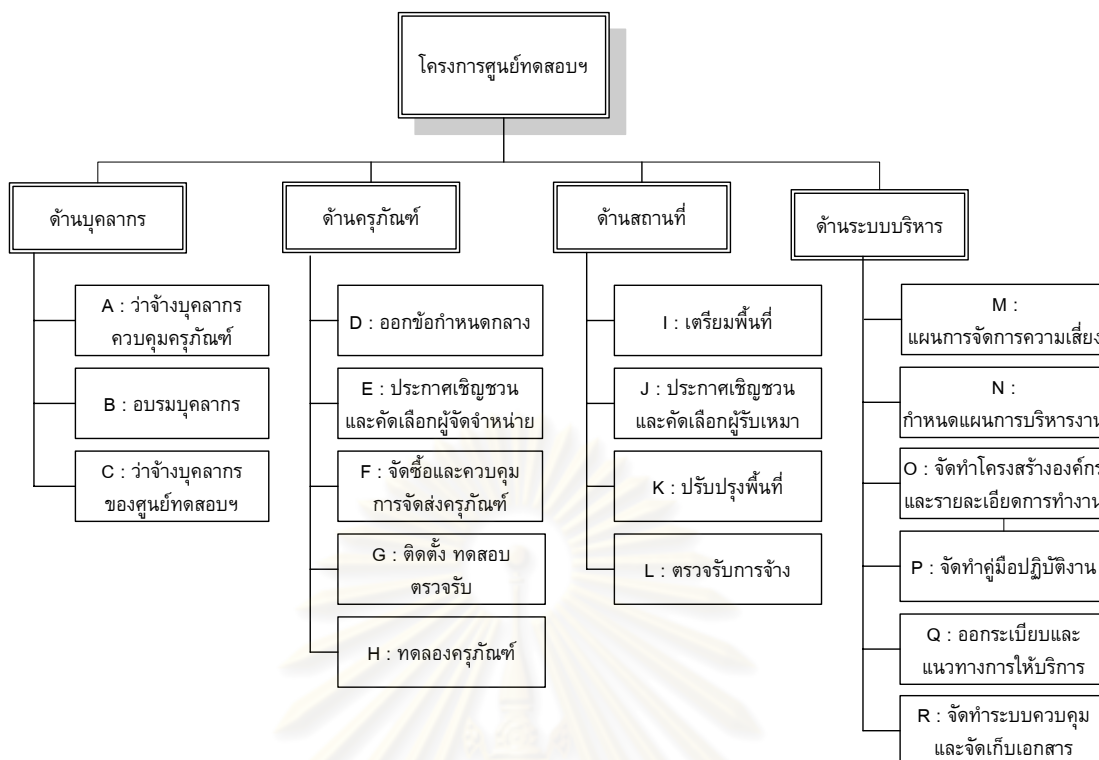 โครงการศูนย์ทดสอบฯ
ด้านบุคลากร
A : ว่าจ้างบุคลากร
ควบคุมครุภัณฑ์
B : อบรมบุคลากร
C : ว่าจ้างบุคลากร
ของศูนย์ทดสอบฯ
ด้านครุภัณฑ์
D : ออกข้อกำหนดกลาง
E : ประกาศเชิญชวน
และคัดเลือกผู้จัดจำหน่าย
F : จัดซื้อและควบคุม
การจัดส่งครุภัณฑ์
G : ติดตั้ง ทดสอบ
ตรวจรับ
H : ทดลองครุภัณฑ์
ด้านสถานที่
I : เตรียมพื้นที่
J : ประกาศเชิญชวน
และคัดเลือกผู้รับเหมา
K : ปรับปรุงพื้นที่
L : ตรวจรับการจ้าง
ด้านระบบบริหาร
M :
แผนการจัดการความเสี่ยง
N :
กำหนดแผนการบริหารงาน
O : จัดทำโครงสร้างองค์กร
และรายละเอียดการทำงาน
P : จัดทำคู่มือปฏิบัติงาน
Q : ออกระเบียบและ
แนวทางการให้บริการ
R : จัดทำระบบควบคุม
และจัดเก็บเอกสาร